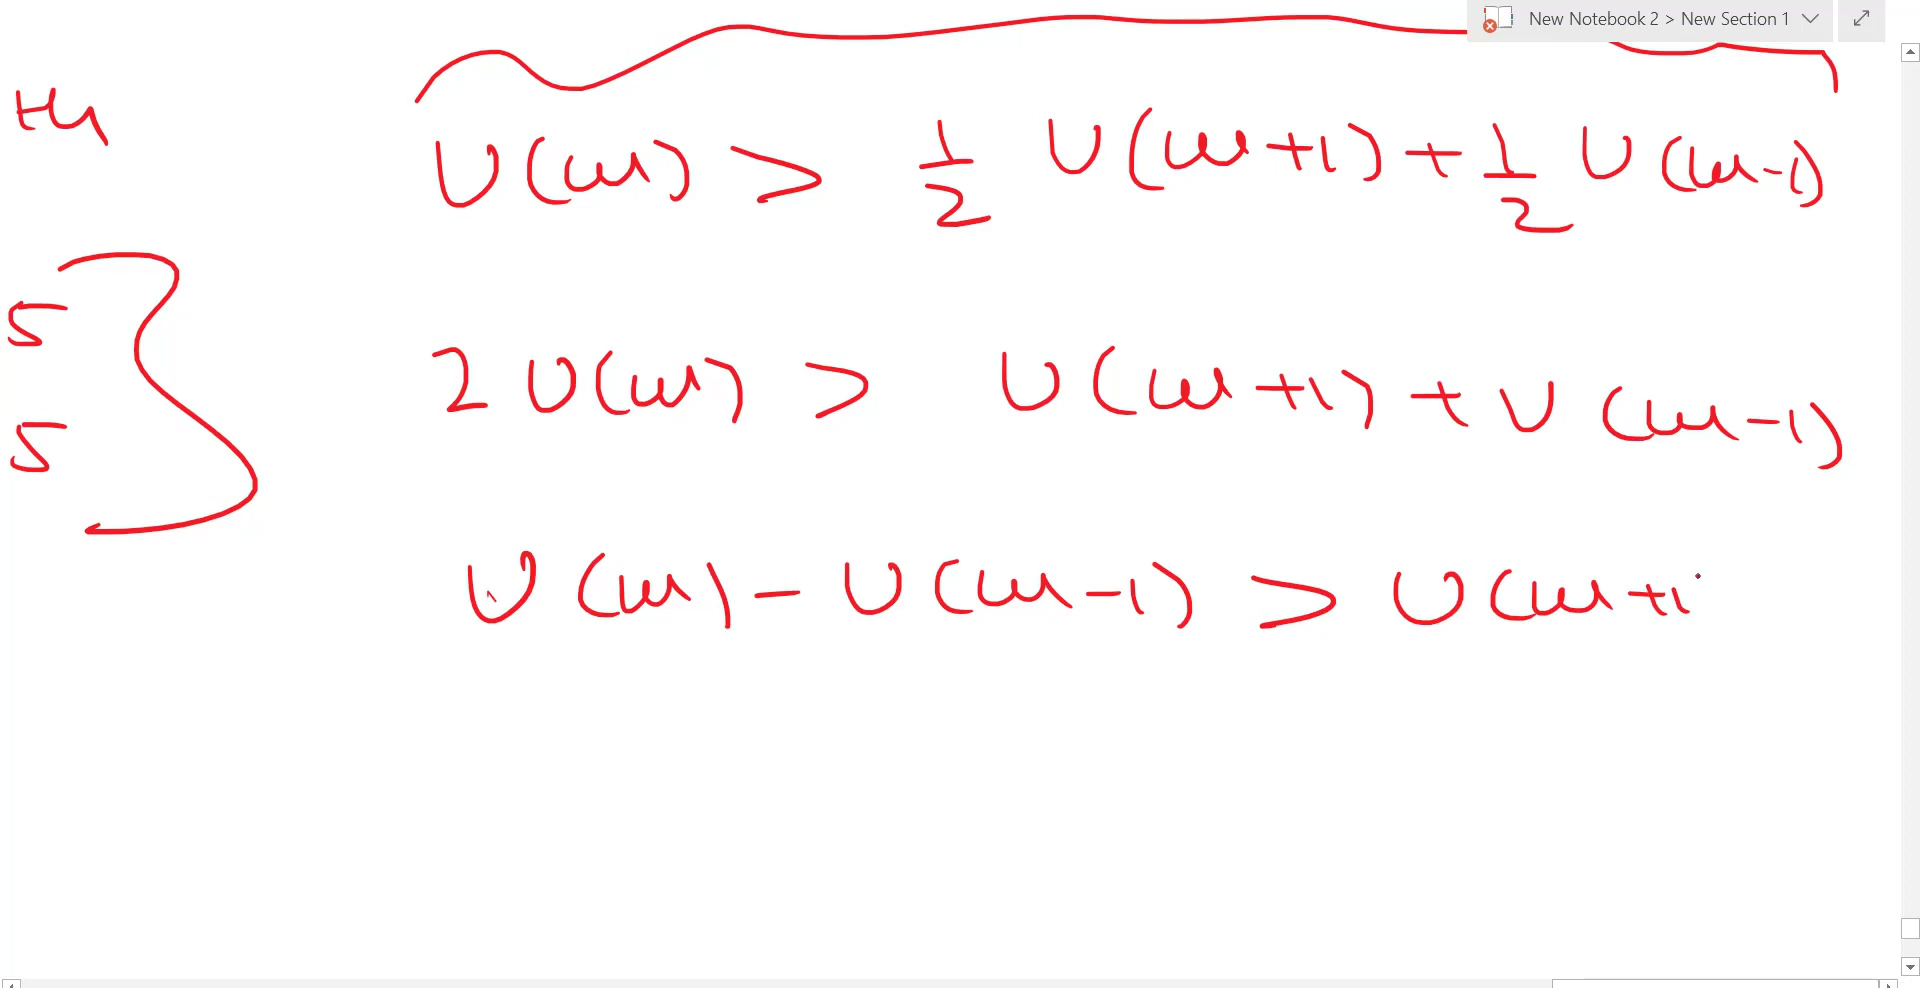 New Notebook 2 > New Section 1
U(w) > 1/2 U(w+1) + 1/2 U(w-1)
5
2 U(w) > U(w+1) + U(w-1)
5
U(w) - U(w-1) > U(w+1